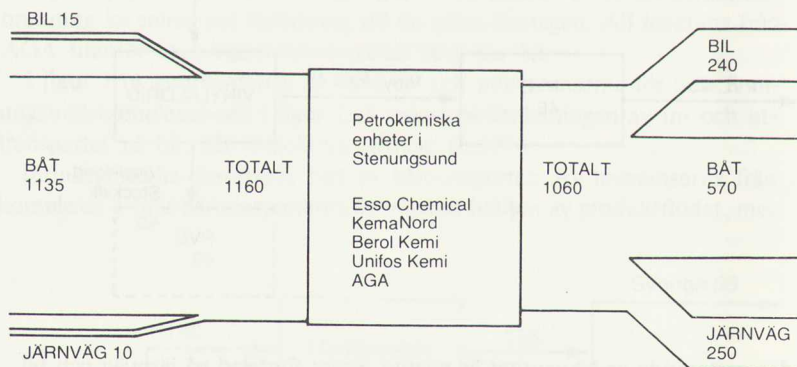 BIL 15
BÅT
1135
JÄRNVÄG 10
TOTALT
1160
Petrokemiska
enheter i
Stenungsund
Esso Chemical
KemaNord
Berol Kemi
Unifos Kemi
AGA
TOTALT
1060
BIL
240
BÅT
570
JÄRNVÄG
250